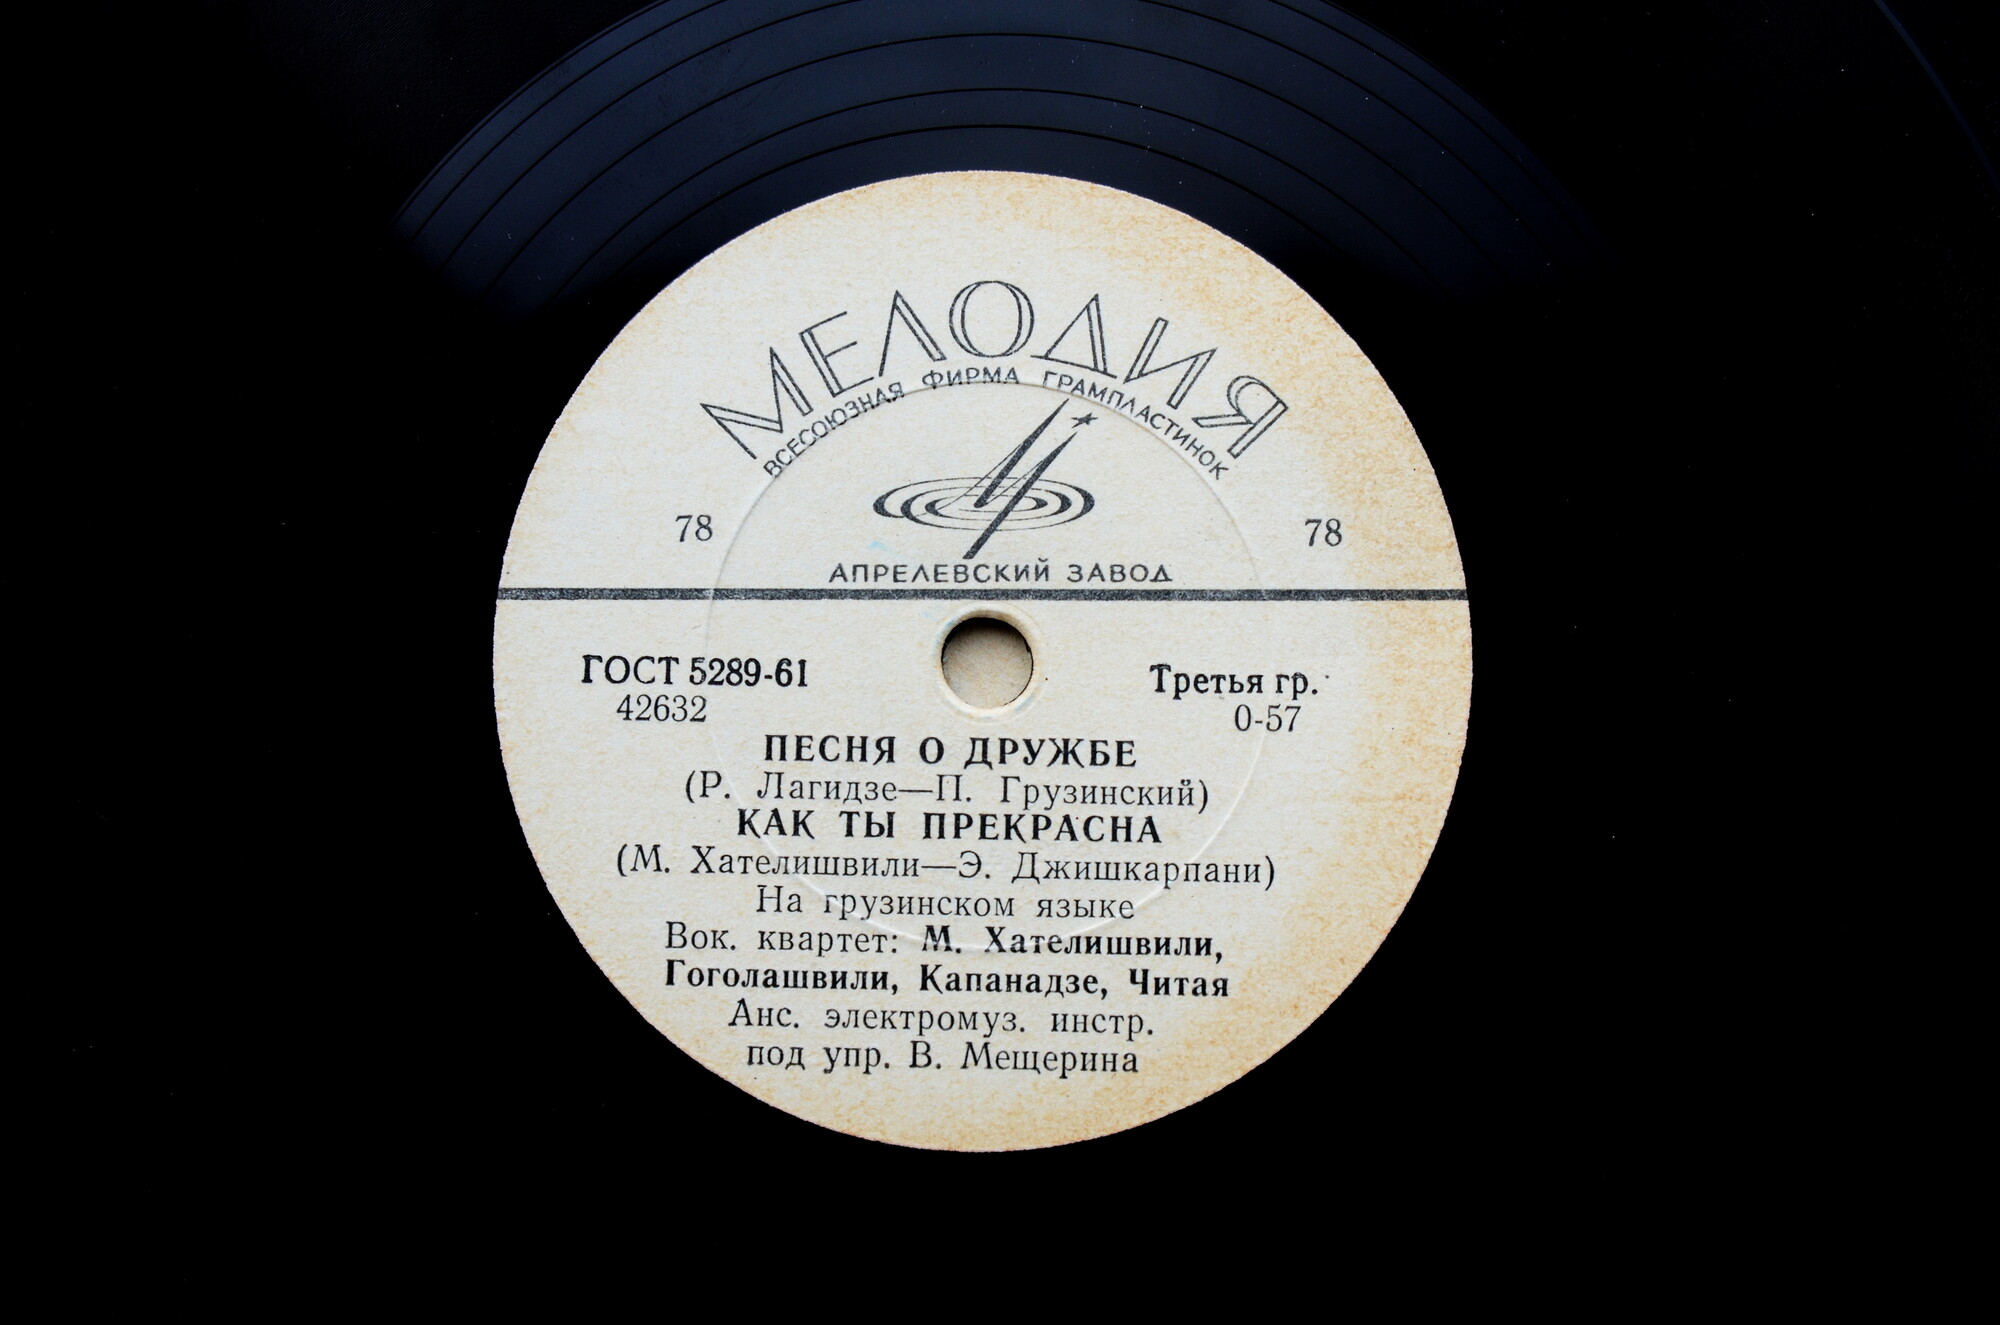 МЕЛОДИЯ
ВСЕСОЮЗНАЯ ФИРМА ГРАМПЛАСТИНОК
78 78
АПРЕЛЕВСКИЙ ЗАВОД
ГОСТ 5289-61 Третья гр.
42632 0-57
ПЕСНЯ О ДРУЖБЕ
(Р. Лагидзе—П. Грузинский)
КАК ТЫ ПРЕКРАСНА
(М. Хателишвили—Э. Джишкарпани)
На грузинском языке
Вок. квартет: М. Хателишвили,
Гоголашвили, Капанадзе, Читая
Анс. электромуз. инстр.
под упр. В. Мещерина